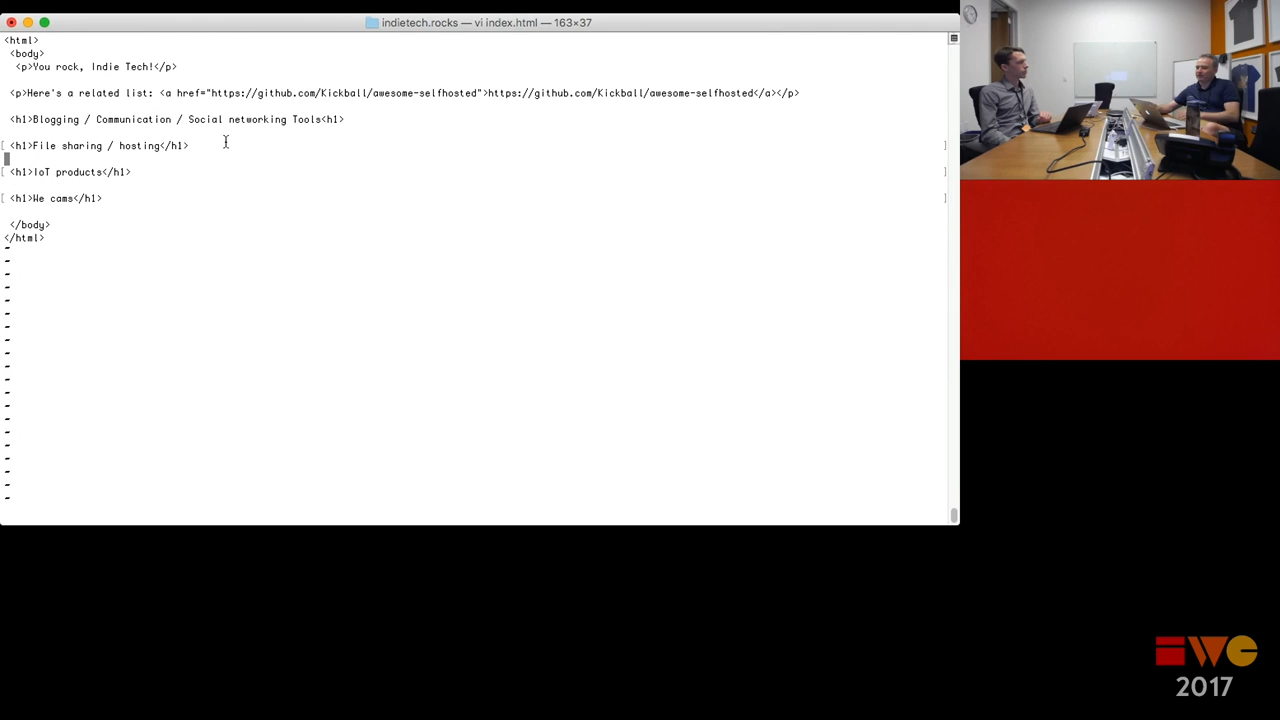 indietech.rocks — vi index.html — 163×37
<html>
<body>
<p>You rock, Indie Tech!</p>
<p>Here's a related list: <a href="https://github.com/Kickball/awesome-selfhosted">https://github.com/Kickball/awesome-selfhosted</a></p>
<h1>Blogging / Communication / Social networking Tools<h1>
[ <h1>File sharing / hosting</h1> ]
[ <h1>IoT products</h1> ]
[ <h1>We cams</h1> ]
</body>
</html>
IWC
2017